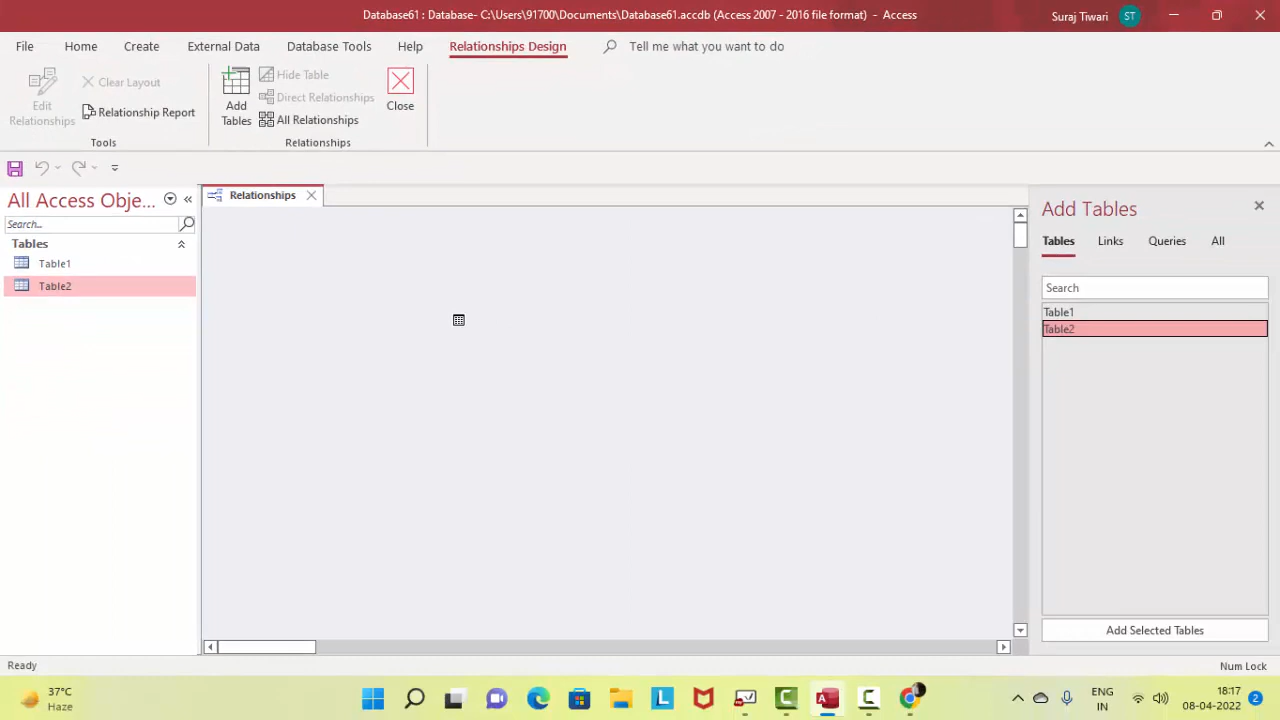 Database61 : Database- C:\Users\91700\Documents\Database61.accdb (Access 2007 - 2016 file format) - Access
Suraj Tiwari
ST
File
Home
Create
External Data
Database Tools
Help
Relationships Design
Tell me what you want to do
Edit
Relationships
Clear Layout
Relationship Report
Tools
Add
Tables
Hide Table
Direct Relationships
All Relationships
Close
Relationships
All Access Obje...
Search...
Tables
Table1
Table2
Relationships
Add Tables
Tables
Links
Queries
All
Search
Table1
Table2
Add Selected Tables
Ready
Num Lock
37°C
Haze
L
A
ENG
IN
18:17
08-04-2022
2